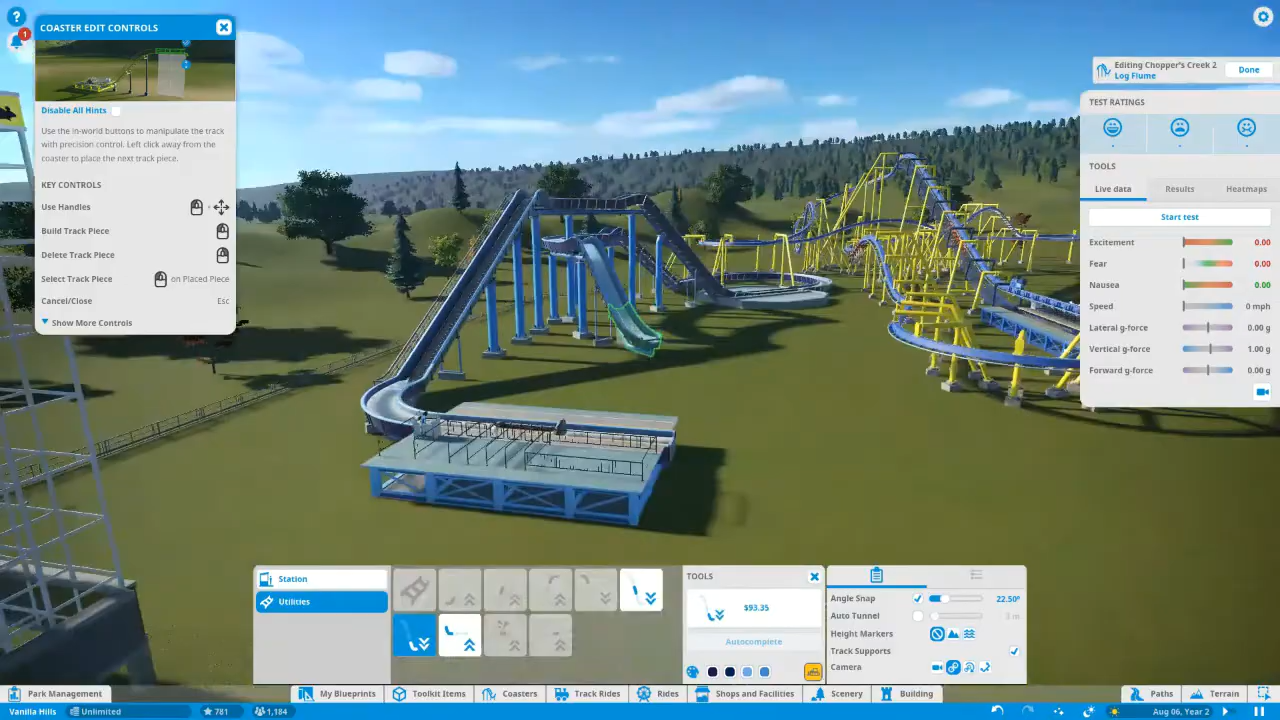 ?
1
COASTER EDIT CONTROLS
Disable All Hints
Use the in-world buttons to manipulate the track
with precision control. Left click away from the
coaster to place the next track piece.
KEY CONTROLS
Use Handles
Build Track Piece
Delete Track Piece
Select Track Piece on Placed Piece
Cancel/Close Esc
Show More Controls
Editing Chopper's Creek 2
Log Flume
Done
TEST RATINGS
TOOLS
Live data Results Heatmaps
Start test
Excitement 0.00
Fear 0.00
Nausea 0.00
Speed 0 mph
Lateral g-force 0.00 g
Vertical g-force 1.00 g
Forward g-force 0.00 g
Station
Utilities
TOOLS
$93.35
Autocomplete
Angle Snap 22.50°
Auto Tunnel 3 m
Height Markers
Track Supports
Camera
Park Management
My Blueprints
Toolkit Items
Coasters
Track Rides
Rides
Shops and Facilities
Scenery
Building
Paths
Terrain
Vanilla Hills
Unlimited
781
1,184
Aug 06, Year 2